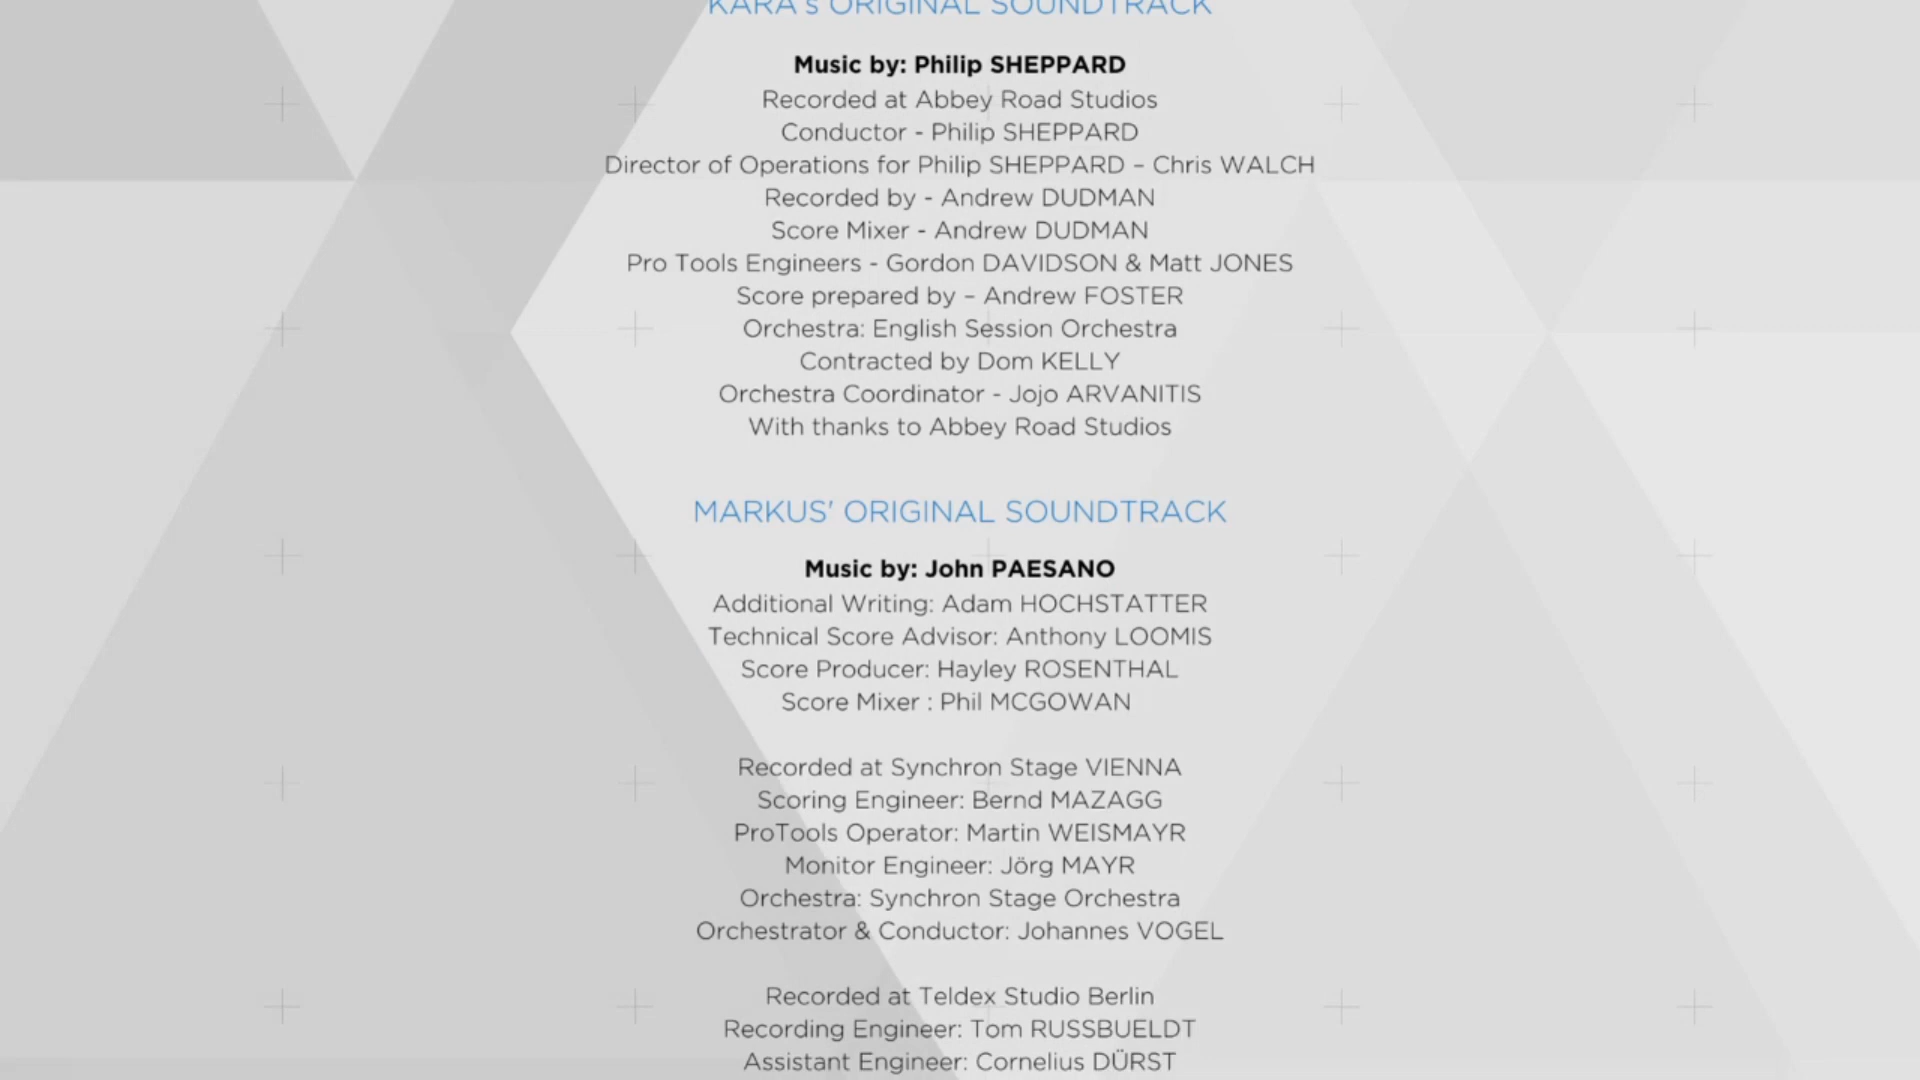 KARA's ORIGINAL SOUNDTRACK
Music by: Philip SHEPPARD
Recorded at Abbey Road Studios
Conductor - Philip SHEPPARD
Director of Operations for Philip SHEPPARD – Chris WALCH
Recorded by - Andrew DUDMAN
Score Mixer - Andrew DUDMAN
Pro Tools Engineers - Gordon DAVIDSON & Matt JONES
Score prepared by – Andrew FOSTER
Orchestra: English Session Orchestra
Contracted by Dom KELLY
Orchestra Coordinator - Jojo ARVANITIS
With thanks to Abbey Road Studios
MARKUS' ORIGINAL SOUNDTRACK
Music by: John PAESANO
Additional Writing: Adam HOCHSTATTER
Technical Score Advisor: Anthony LOOMIS
Score Producer: Hayley ROSENTHAL
Score Mixer : Phil MCGOWAN
Recorded at Synchron Stage VIENNA
Scoring Engineer: Bernd MAZAGG
ProTools Operator: Martin WEISMAYR
Monitor Engineer: Jörg MAYR
Orchestra: Synchron Stage Orchestra
Orchestrator & Conductor: Johannes VOGEL
Recorded at Teldex Studio Berlin
Recording Engineer: Tom RUSSBUELDT
Assistant Engineer: Cornelius DÜRST